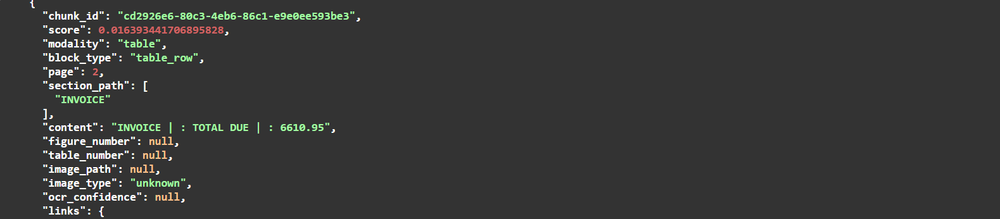 {
"chunk_id": "cd2926e6-80c3-4eb6-86c1-e9e0ee593be3",
"score": 0.016393441706895828,
"modality": "table",
"block_type": "table_row",
"page": 2,
"section_path": [
"INVOICE"
],
"content": "INVOICE | : TOTAL DUE | : 6610.95",
"figure_number": null,
"table_number": null,
"image_path": null,
"image_type": "unknown",
"ocr_confidence": null,
"links": {